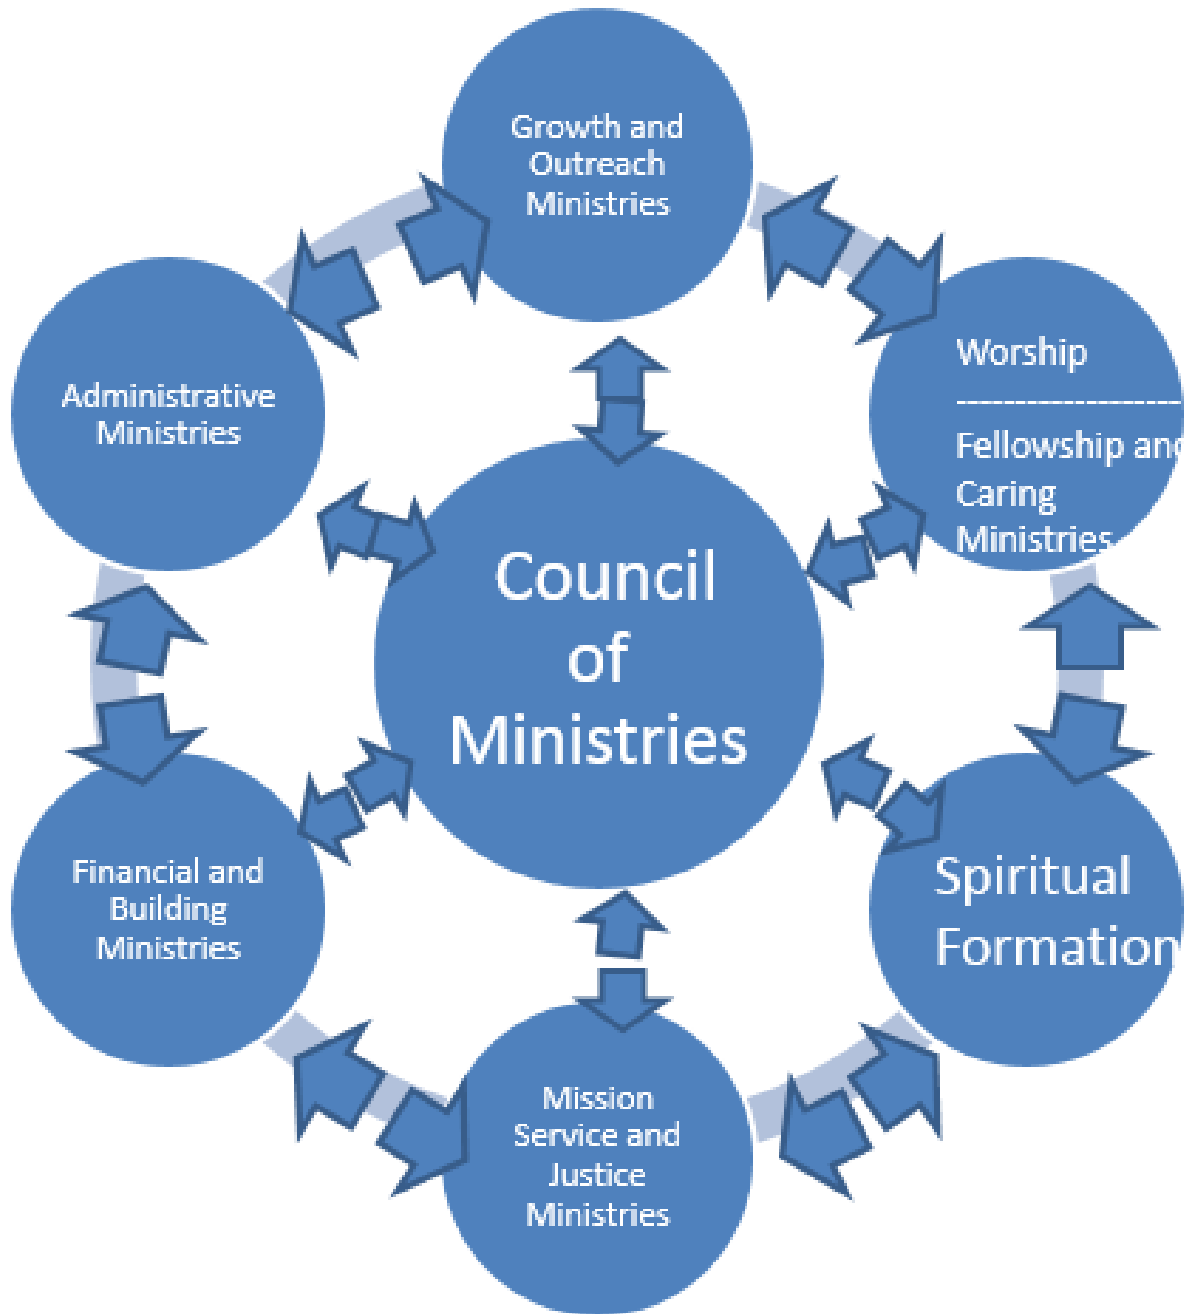 Growth and
Outreach
Ministries
Administrative
Ministries
Worship
-------------------
Fellowship and
Caring
Ministries
Council
of
Ministries
Financial and
Building
Ministries
Spiritual
Formation
Mission
Service and
Justice
Ministries